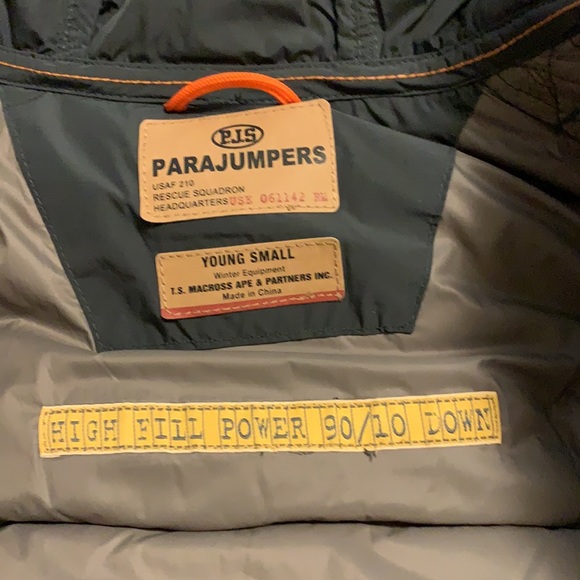 PJS
PARAJUMPERS
USAF 210
RESCUE SQUADRON
HEADQUARTERS USX 061142
YOUNG SMALL
Winter Equipment
I.S. MACROSS APE & PARTNERS INC.
Made in China
HIGH FILL POWER 90/10 DOWN